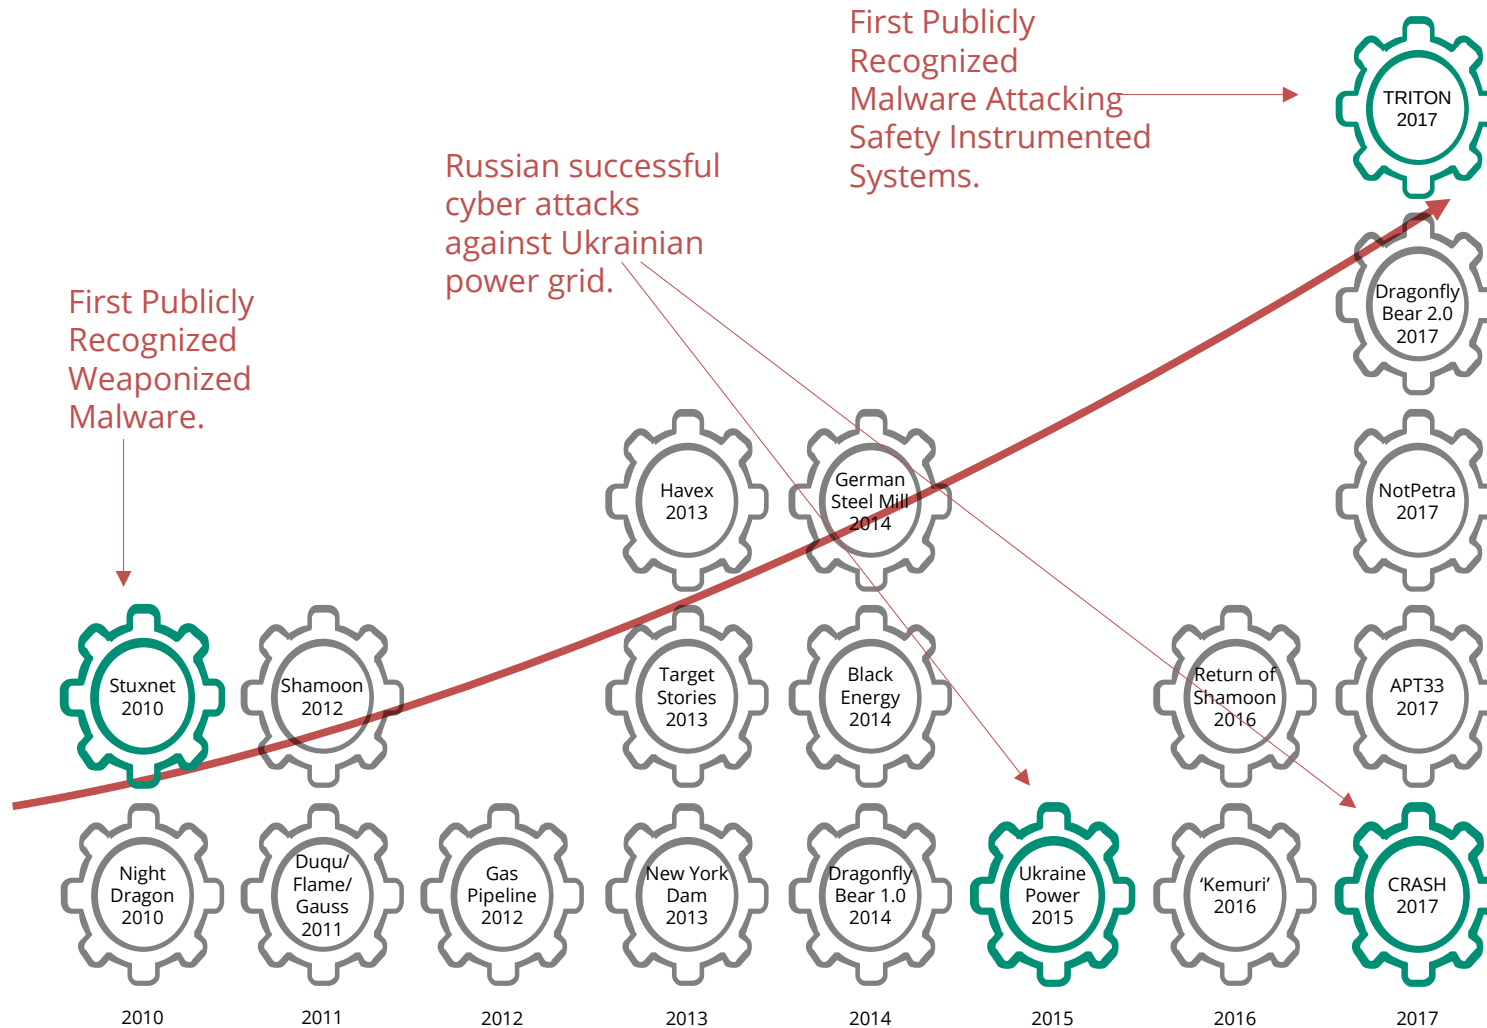 First Publicly
Recognized
Malware Attacking
Safety Instrumented
Systems.
Russian successful
cyber attacks
against Ukrainian
power grid.
First Publicly
Recognized
Weaponized
Malware.
TRITON
2017
Dragonfly
Bear 2.0
2017
Havex
2013
German
Steel Mill
2014
NotPetra
2017
Stuxnet
2010
Shamoon
2012
Target
Stories
2013
Black
Energy
2014
Return of
Shamoon
2016
APT33
2017
Night
Dragon
2010
Duqu/
Flame/
Gauss
2011
Gas
Pipeline
2012
New York
Dam
2013
Dragonfly
Bear 1.0
2014
Ukraine
Power
2015
‘Kemuri’
2016
CRASH
2017
2010
2011
2012
2013
2014
2015
2016
2017